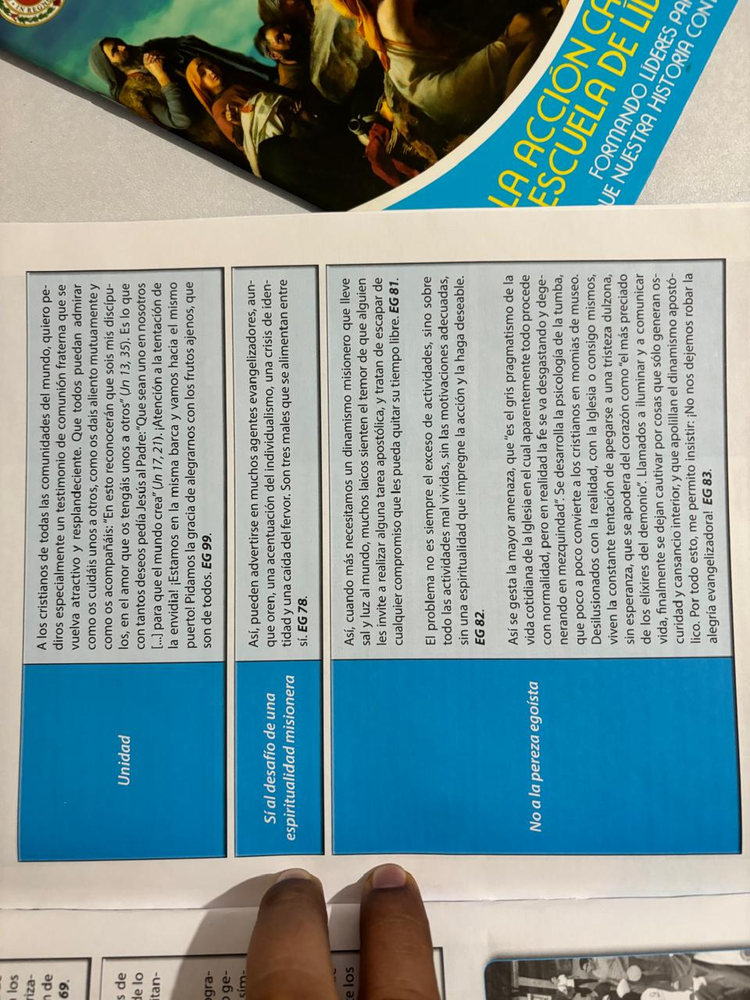 IN REGNO
LA ACCIÓN CA
ESCUELA DE LÍD
FORMANDO LÍDERES PAR
UE NUESTRA HISTORIA CON
Unidad
A los cristianos de todas las comunidades del mundo, quiero pe-
diros especialmente un testimonio de comunión fraterna que se
vuelva atractivo y resplandeciente. Que todos puedan admirar
como os cuidáis unos a otros, como os dais aliento mutuamente y
como os acompañáis: "En esto reconocerán que sois mis discípu-
los, en el amor que os tengáis unos a otros" (Jn 13, 35). Es lo que
con tantos deseos pedía Jesús al Padre: "Que sean uno en nosotros
[...] para que el mundo crea" (Jn 17, 21). ¡Atención a la tentación de
la envidia! ¡Estamos en la misma barca y vamos hacia el mismo
puerto! Pidamos la gracia de alegrarnos con los frutos ajenos, que
son de todos. EG 99.
Sí al desafío de una
espiritualidad misionera
Así, pueden advertirse en muchos agentes evangelizadores, aun-
que oren, una acentuación del individualismo, una crisis de iden-
tidad y una caída del fervor. Son tres males que se alimentan entre
sí. EG 78.
No a la pereza egoísta
Así, cuando más necesitamos un dinamismo misionero que lleve
sal y luz al mundo, muchos laicos sienten el temor de que alguien
les invite a realizar alguna tarea apostólica, y tratan de escapar de
cualquier compromiso que les pueda quitar su tiempo libre. EG 81.
El problema no es siempre el exceso de actividades, sino sobre
todo las actividades mal vividas, sin las motivaciones adecuadas,
sin una espiritualidad que impregne la acción y la haga deseable.
EG 82.
Así se gesta la mayor amenaza, que "es el gris pragmatismo de la
vida cotidiana de la Iglesia en el cual aparentemente todo procede
con normalidad, pero en realidad la fe se va desgastando y dege-
nerando en mezquindad". Se desarrolla la psicología de la tumba,
que poco a poco convierte a los cristianos en momias de museo.
Desilusionados con la realidad, con la Iglesia o consigo mismos,
viven la constante tentación de apegarse a una tristeza dulzona,
sin esperanza, que se apodera del corazón como "el más preciado
de los elixires del demonio". Llamados a iluminar y a comunicar
vida, finalmente se dejan cautivar por cosas que sólo generan os-
curidad y cansancio interior, y que apolillan el dinamismo apostó-
lico. Por todo esto, me permito insistir: ¡No nos dejemos robar la
alegría evangelizadora! EG 83.
los
riza-
n de
69.
s de
de lo
itan-
ogra-
o ge-
sím-
e los